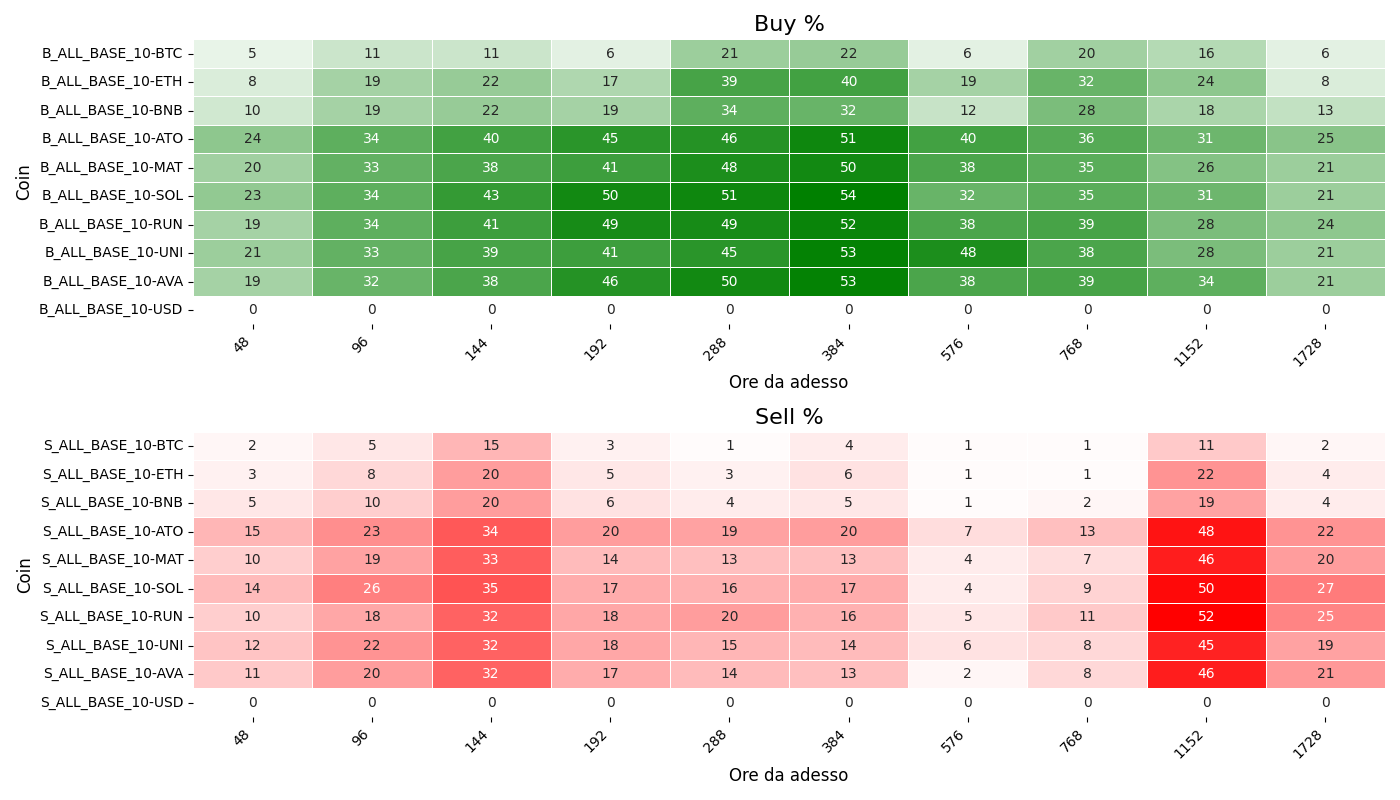 Buy %
Coin
B_ALL_BASE_10-BTC 5 11 11 6 21 22 6 20 16 6
B_ALL_BASE_10-ETH 8 19 22 17 39 40 19 32 24 8
B_ALL_BASE_10-BNB 10 19 22 19 34 32 12 28 18 13
B_ALL_BASE_10-ATO 24 34 40 45 46 51 40 36 31 25
B_ALL_BASE_10-MAT 20 33 38 41 48 50 38 35 26 21
B_ALL_BASE_10-SOL 23 34 43 50 51 54 32 35 31 21
B_ALL_BASE_10-RUN 19 34 41 49 49 52 38 39 28 24
B_ALL_BASE_10-UNI 21 33 39 41 45 53 48 38 28 21
B_ALL_BASE_10-AVA 19 32 38 46 50 53 38 39 34 21
B_ALL_BASE_10-USD 0 0 0 0 0 0 0 0 0 0
48 96 144 192 288 384 576 768 1152 1728
Ore da adesso
Sell %
Coin
S_ALL_BASE_10-BTC 2 5 15 3 1 4 1 1 11 2
S_ALL_BASE_10-ETH 3 8 20 5 3 6 1 1 22 4
S_ALL_BASE_10-BNB 5 10 20 6 4 5 1 2 19 4
S_ALL_BASE_10-ATO 15 23 34 20 19 20 7 13 48 22
S_ALL_BASE_10-MAT 10 19 33 14 13 13 4 7 46 20
S_ALL_BASE_10-SOL 14 26 35 17 16 17 4 9 50 27
S_ALL_BASE_10-RUN 10 18 32 18 20 16 5 11 52 25
S_ALL_BASE_10-UNI 12 22 32 18 15 14 6 8 45 19
S_ALL_BASE_10-AVA 11 20 32 17 14 13 2 8 46 21
S_ALL_BASE_10-USD 0 0 0 0 0 0 0 0 0 0
48 96 144 192 288 384 576 768 1152 1728
Ore da adesso